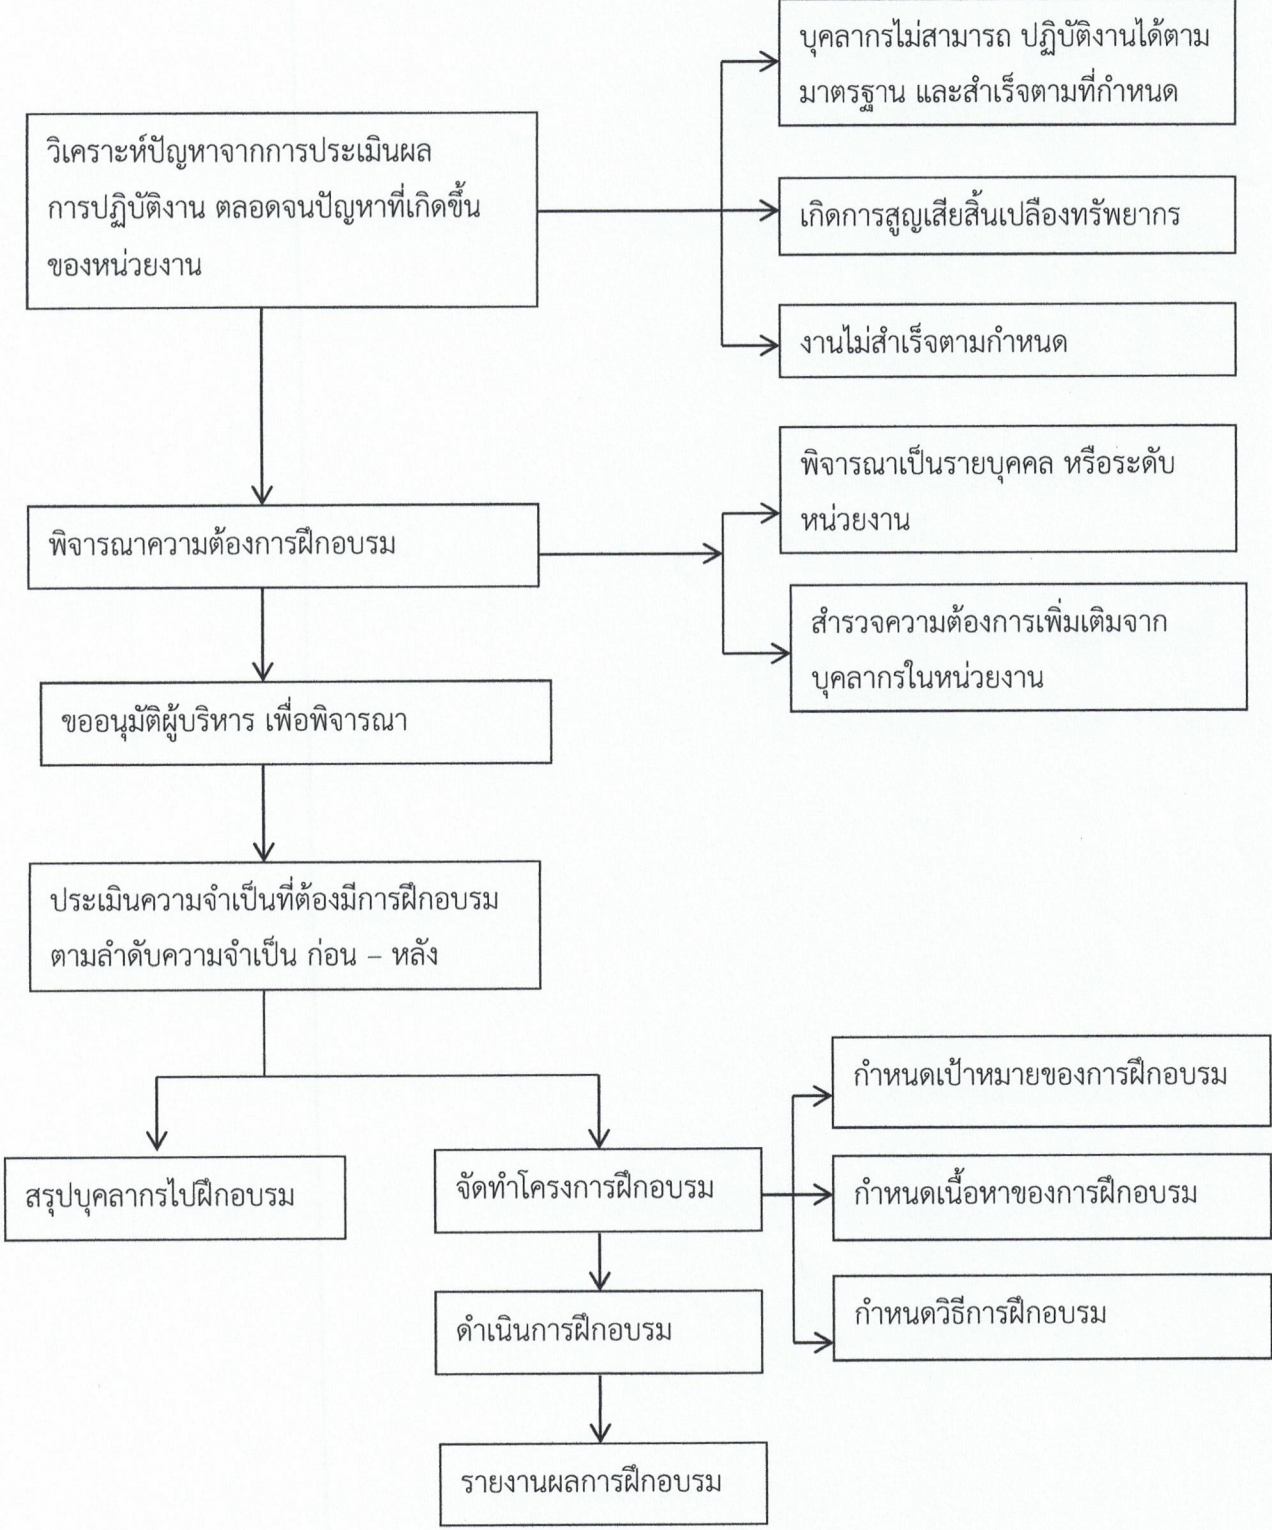 บุคลากรไม่สามารถ ปฏิบัติงานได้ตาม
มาตรฐาน และสำเร็จตามที่กำหนด
วิเคราะห์ปัญหาจากการประเมินผล
การปฏิบัติงาน ตลอดจนปัญหาที่เกิดขึ้น
ของหน่วยงาน
เกิดการสูญเสียสิ้นเปลืองทรัพยากร
งานไม่สำเร็จตามกำหนด
พิจารณาความต้องการฝึกอบรม
พิจารณาเป็นรายบุคคล หรือระดับ
หน่วยงาน
สำรวจความต้องการเพิ่มเติมจาก
บุคลากรในหน่วยงาน
ขออนุมัติผู้บริหาร เพื่อพิจารณา
ประเมินความจำเป็นที่ต้องมีการฝึกอบรม
ตามลำดับความจำเป็น ก่อน – หลัง
สรุปบุคลากรไปฝึกอบรม
จัดทำโครงการฝึกอบรม
กำหนดเป้าหมายของการฝึกอบรม
กำหนดเนื้อหาของการฝึกอบรม
กำหนดวิธีการฝึกอบรม
ดำเนินการฝึกอบรม
รายงานผลการฝึกอบรม